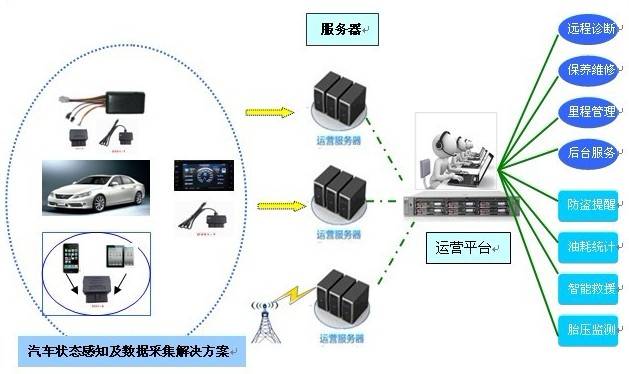 服务器
远程诊断
保养维修
里程管理
后台服务
防盗提醒
油耗统计
智能救援
胎压监测
运营服务器
运营服务器
运营服务器
运营平台
汽车状态感知及数据采集解决方案